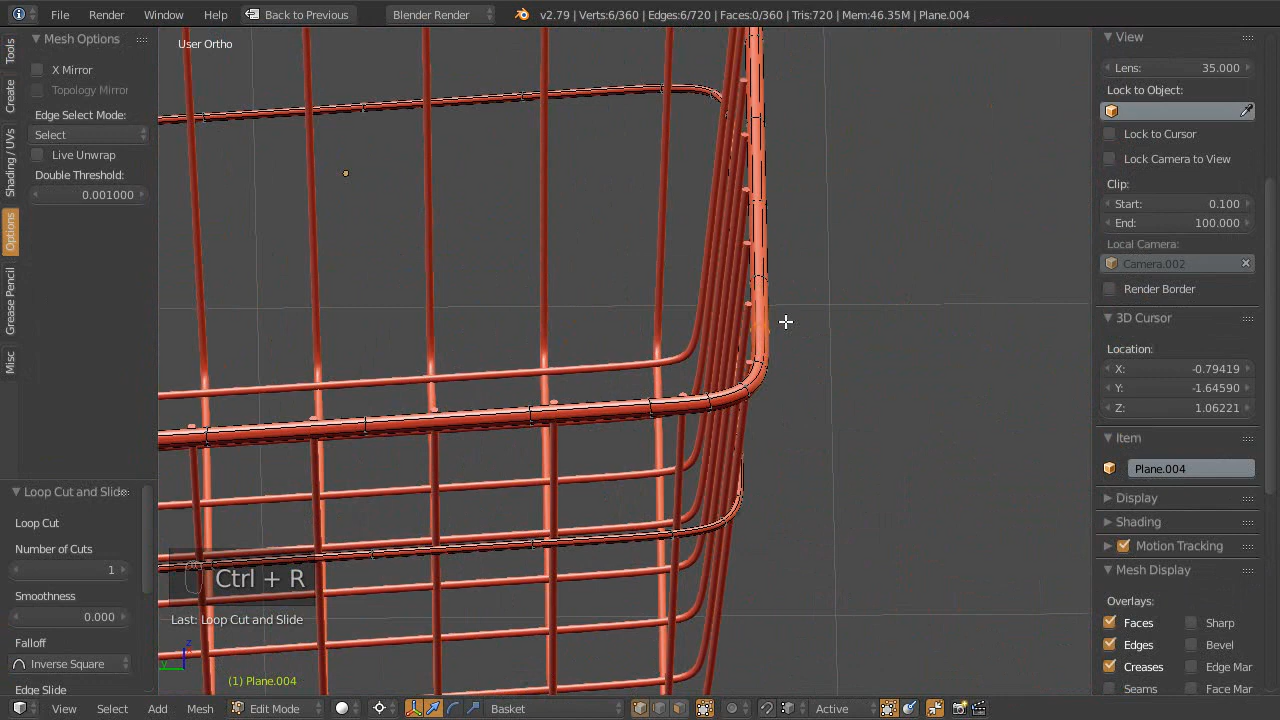 File Render Window Help Back to Previous Blender Render v2.79 | Verts:6/360 | Edges:6/720 | Faces:0/360 | Tris:720 | Mem:46.35M | Plane.004
Tools
Create
Shading / UVs
Options
Grease Pencil
Misc
Mesh Options
X Mirror
Topology Mirror
Edge Select Mode:
Select
Live Unwrap
Double Threshold:
0.001000
Loop Cut and Slide
Loop Cut
Number of Cuts
1
Smoothness
0.000
Falloff
Inverse Square
Edge Slide
User Ortho
Ctrl + R
Last: Loop Cut and Slide
z
y
(1) Plane.004
View
Lens: 35.000
Lock to Object:
Lock to Cursor
Lock Camera to View
Clip:
Start: 0.100
End: 100.000
Local Camera:
Camera.002
Render Border
3D Cursor
Location:
X: -0.79419
Y: -1.64590
Z: 1.06221
Item
Plane.004
Display
Shading
Motion Tracking
Mesh Display
Overlays:
Faces Sharp
Edges Bevel
Creases Edge Mar
Seams Face Mar
View Select Add Mesh Edit Mode Basket Active